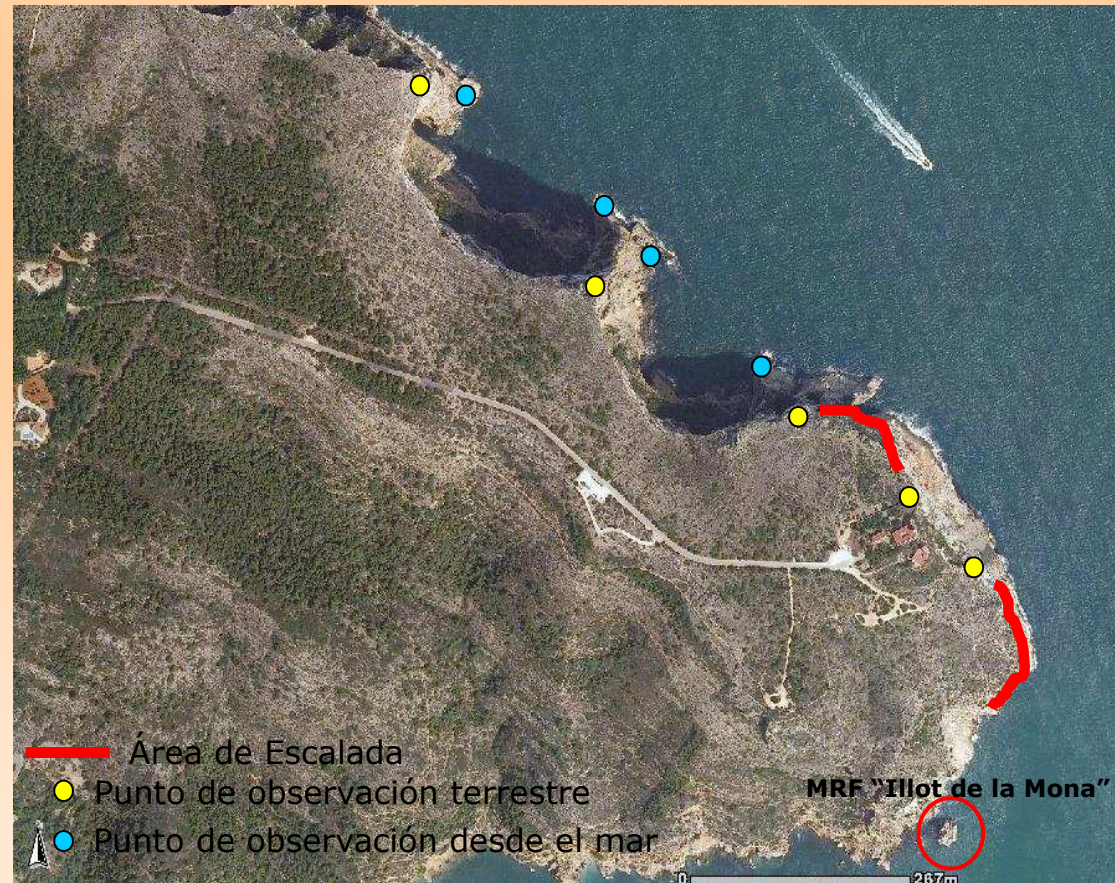 Área de Escalada
Punto de observación terrestre
MRF “Illot de la Mona”
Punto de observación desde el mar
0 267m